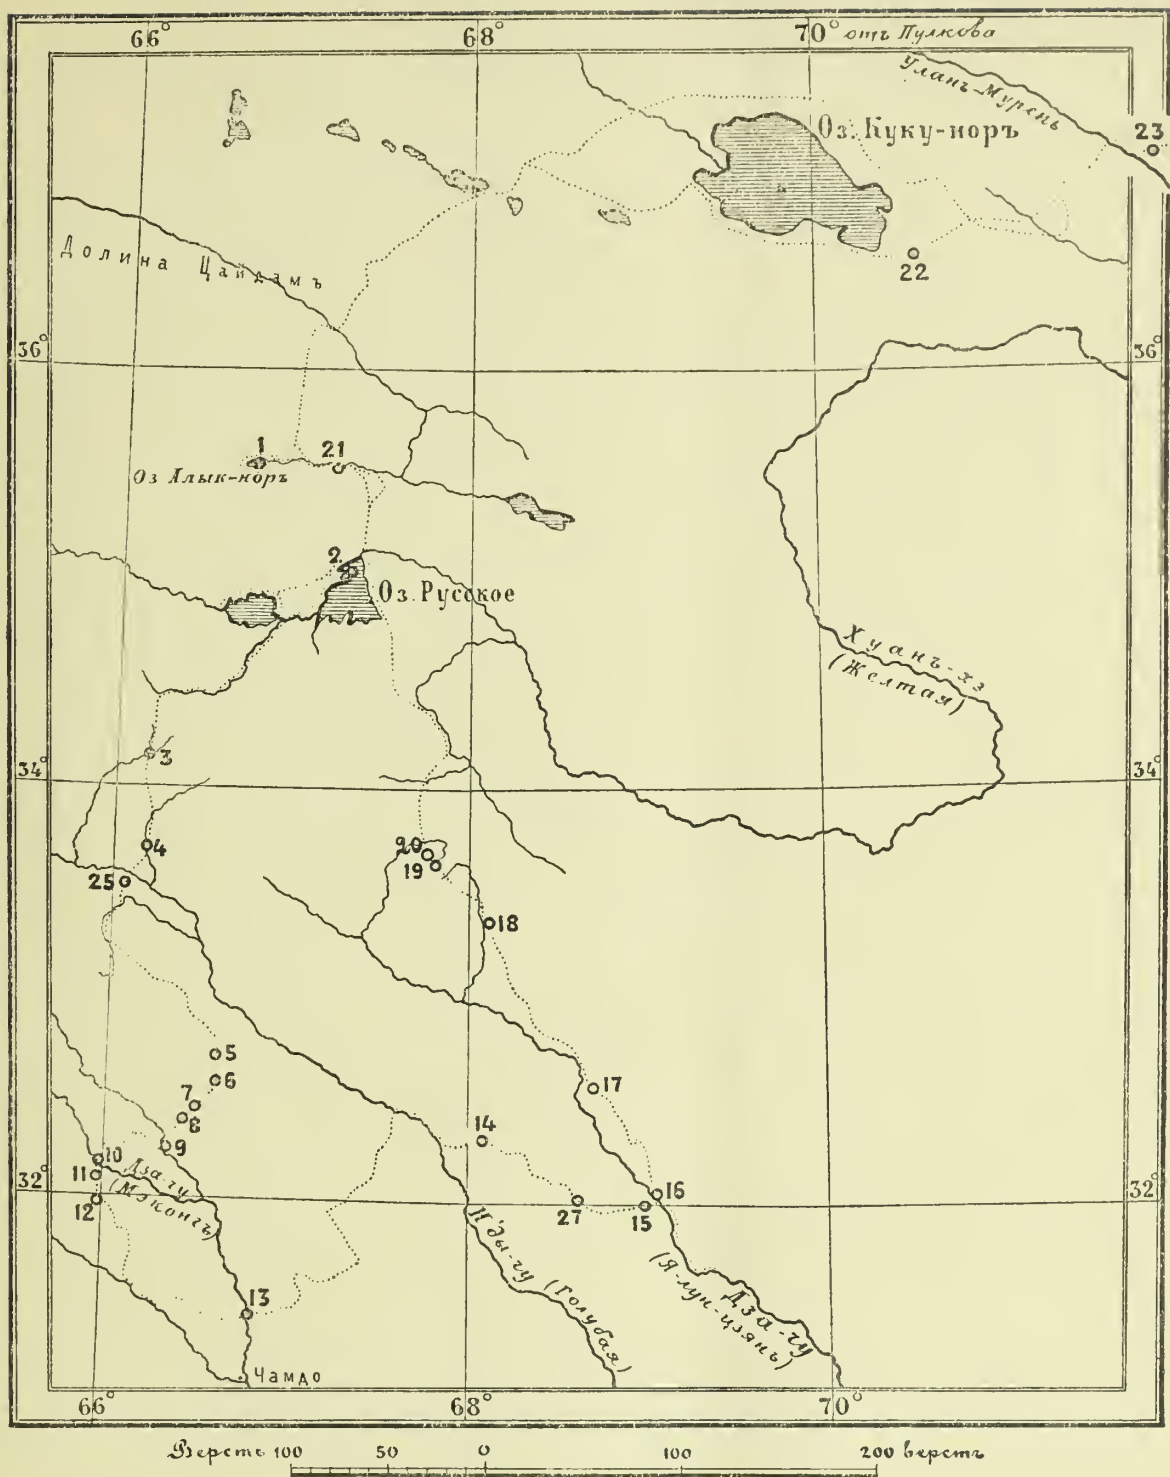 66° 68° 70° отъ Пулкова
Уланъ-Мурень
23
Оз. Куку-норъ
22
Долина Цайдамъ
36° 36°
1 21
Оз Алык-норъ
2
Оз. Русское
Хуанъ-хэ
(Желтая)
3
34° 34°
4
20
19
25
18
5
6
7
8
17
9
14
10
11
12
Дза-чу
(Мэконгъ)
32° 32°
16
27 15
Н'ды-чу (Голубая)
(Я-лун-цзянъ)
Дза-чу
13
Чамдо
66° 68° 70°
Верстъ 100 50 0 100 200 верстъ